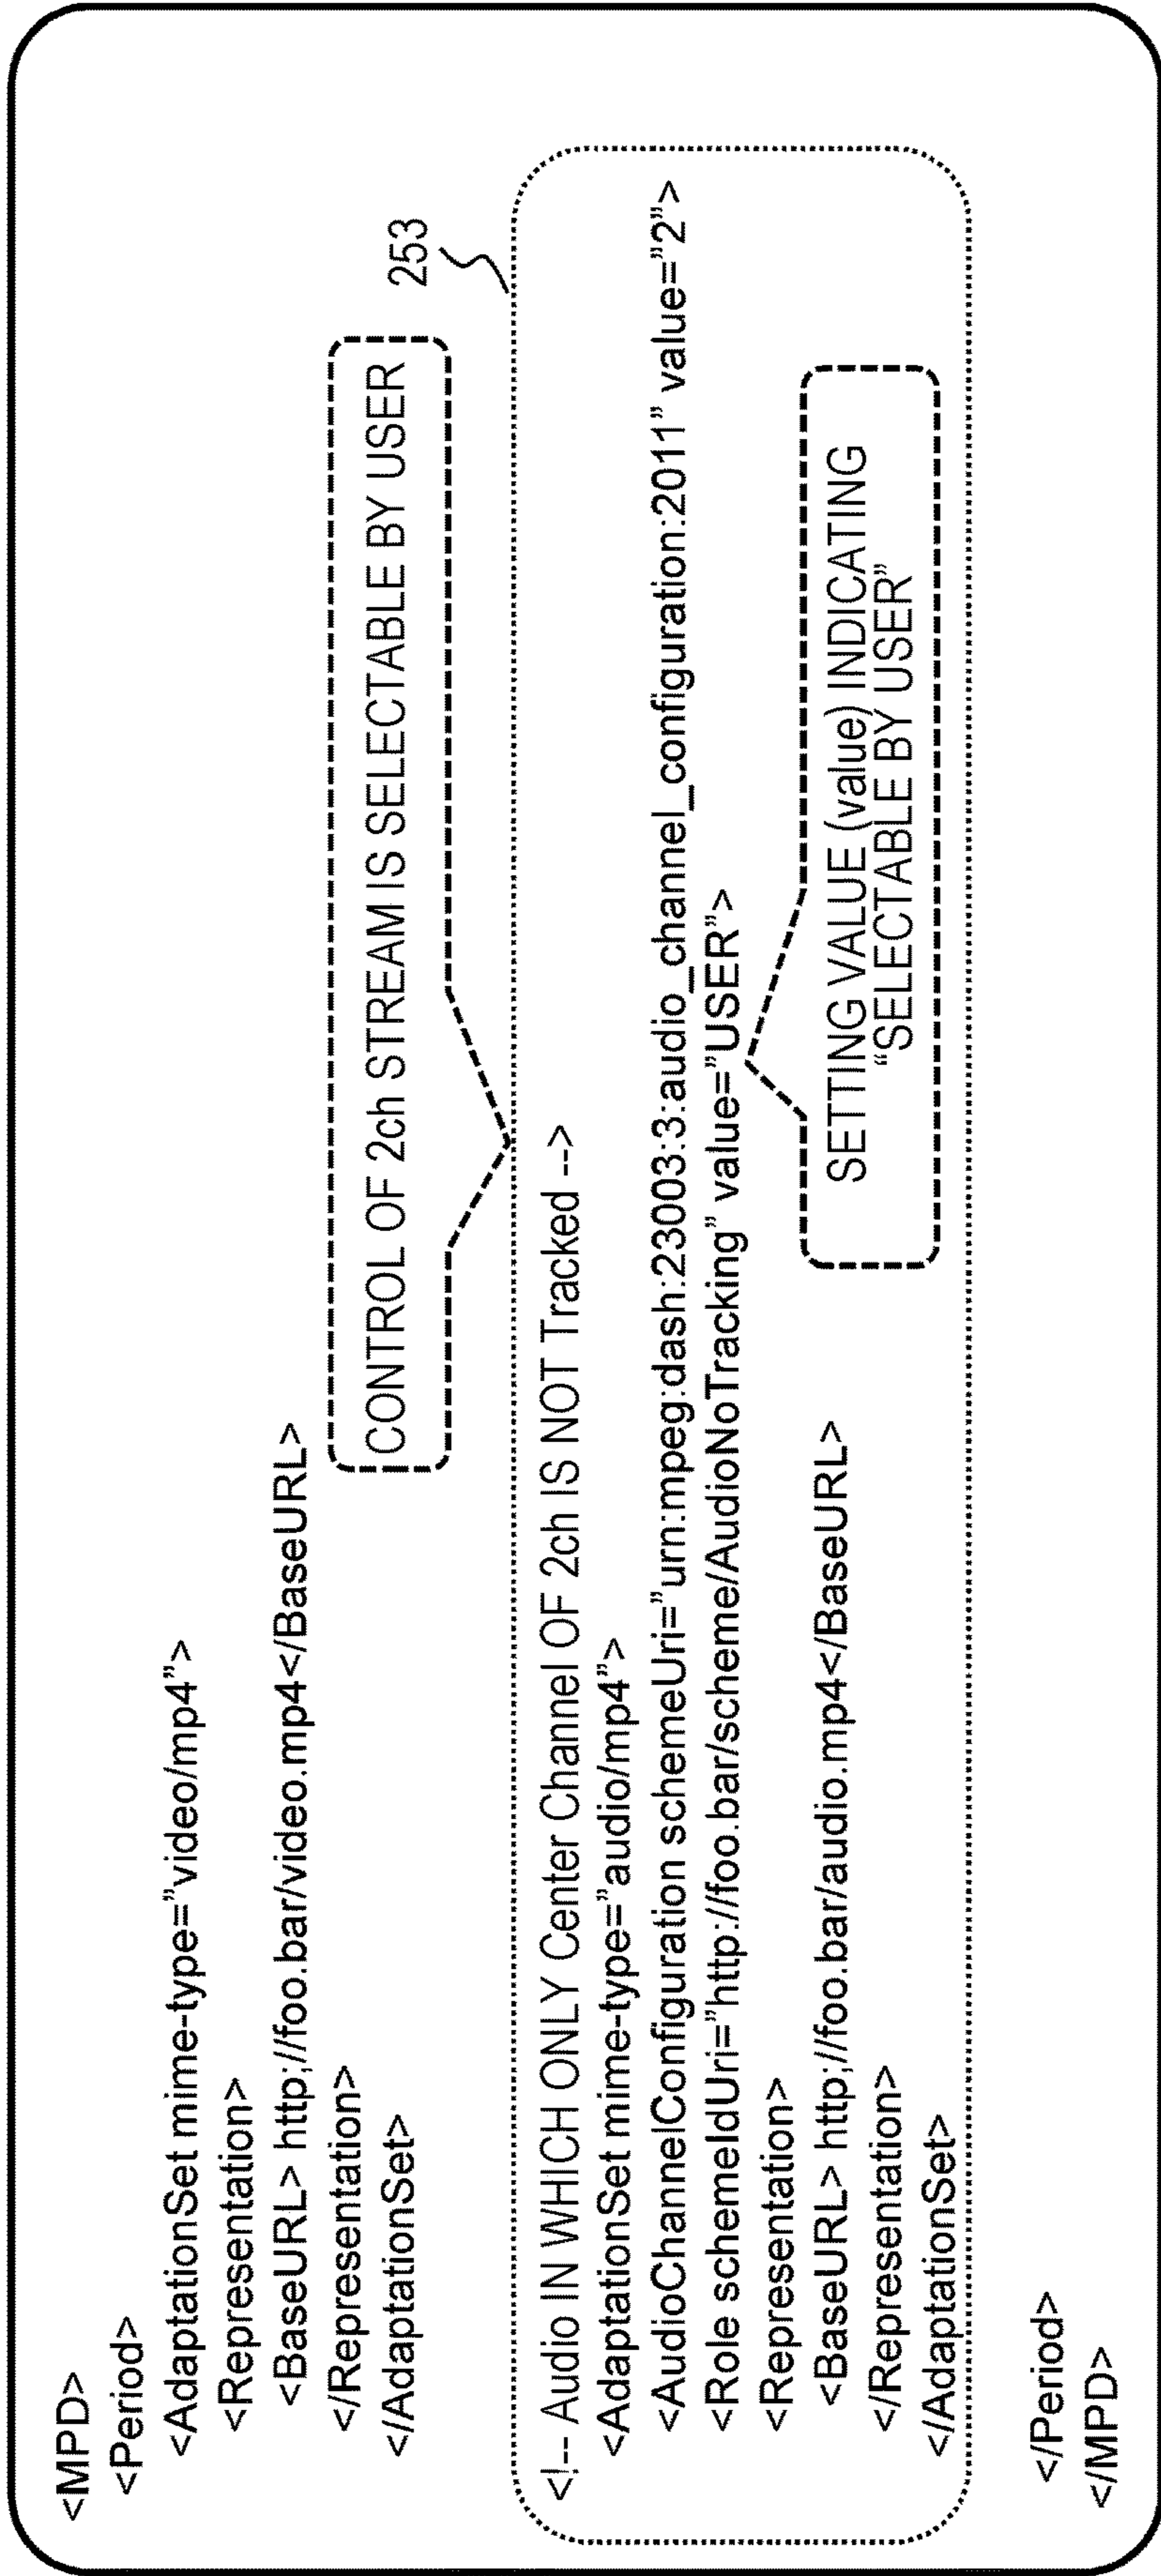 <MPD>
<Period>
<AdaptationSet mime-type=”video/mp4”>
<Representation>
<BaseURL> http;//foo.bar/video.mp4</BaseURL>
</Representation>
</AdaptationSet>
CONTROL OF 2ch STREAM IS SELECTABLE BY USER
253
<!-- Audio IN WHICH ONLY Center Channel OF 2ch IS NOT Tracked -->
<AdaptationSet mime-type=”audio/mp4”>
<AudioChannelConfiguration schemeUri=”urn:mpeg:dash:23003:3:audio_channel_configuration:2011” value=”2”>
<Role schemeIdUri=”http://foo.bar/scheme/AudioNoTracking” value=”USER”>
<Representation>
<BaseURL> http;//foo.bar/audio.mp4</BaseURL>
</Representation>
</AdaptationSet>
SETTING VALUE (value) INDICATING
“SELECTABLE BY USER”
</Period>
</MPD>